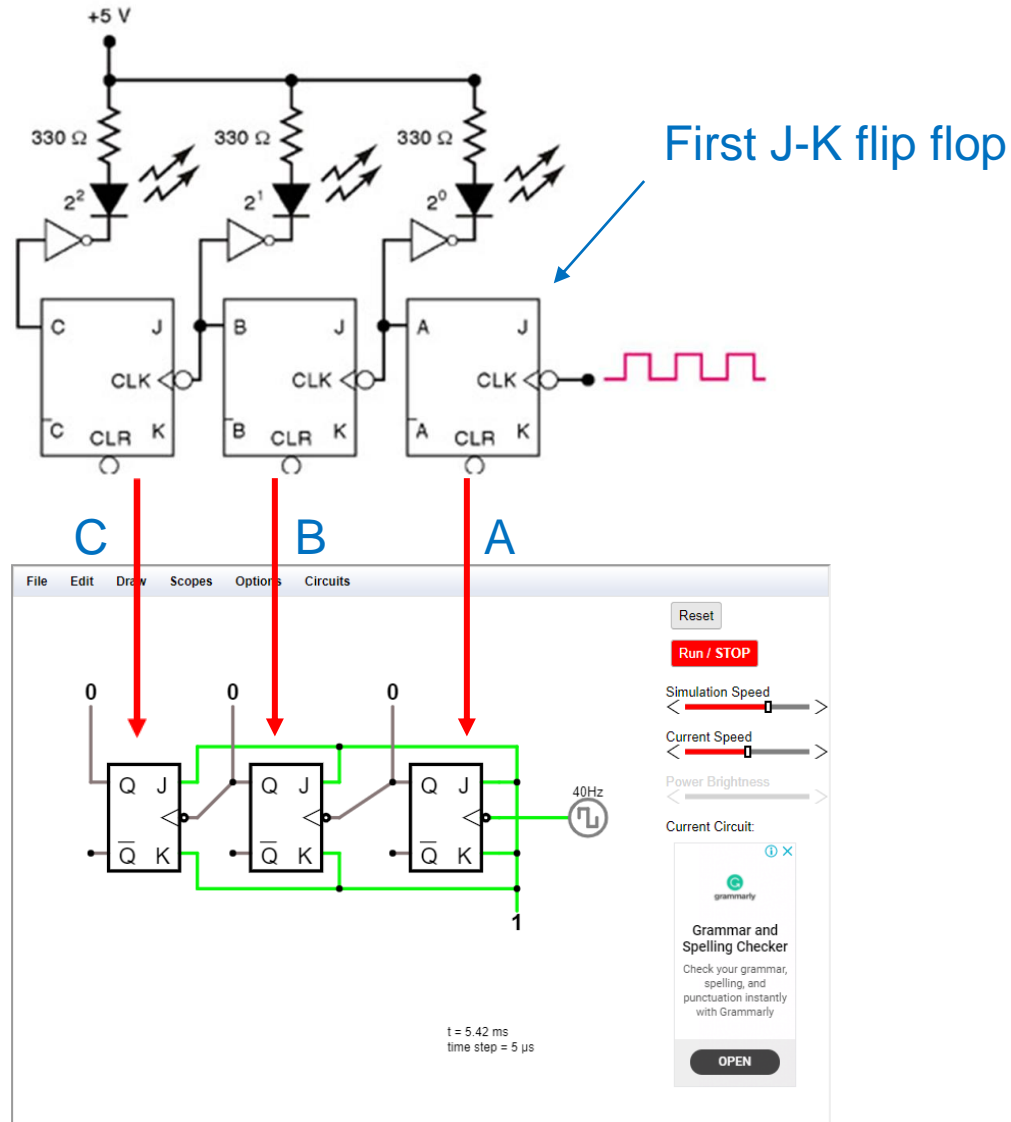 +5 V
330 Ω 330 Ω 330 Ω
First J-K flip flop
2² 2¹ 2⁰
C J B J A J
CLK CLK CLK
C̅ CLR K B̅ CLR K A̅ CLR K
C B A
File Edit Draw Scopes Options Circuits
Reset
Run / STOP
Simulation Speed
0 0 0
Current Speed
Q J Q J Q J
Power Brightness
40Hz
Current Circuit:
Q̅ K Q̅ K Q̅ K
G
grammarly
1
Grammar and
Spelling Checker
Check your grammar,
spelling, and
punctuation instantly
with Grammarly
t = 5.42 ms
time step = 5 µs
OPEN